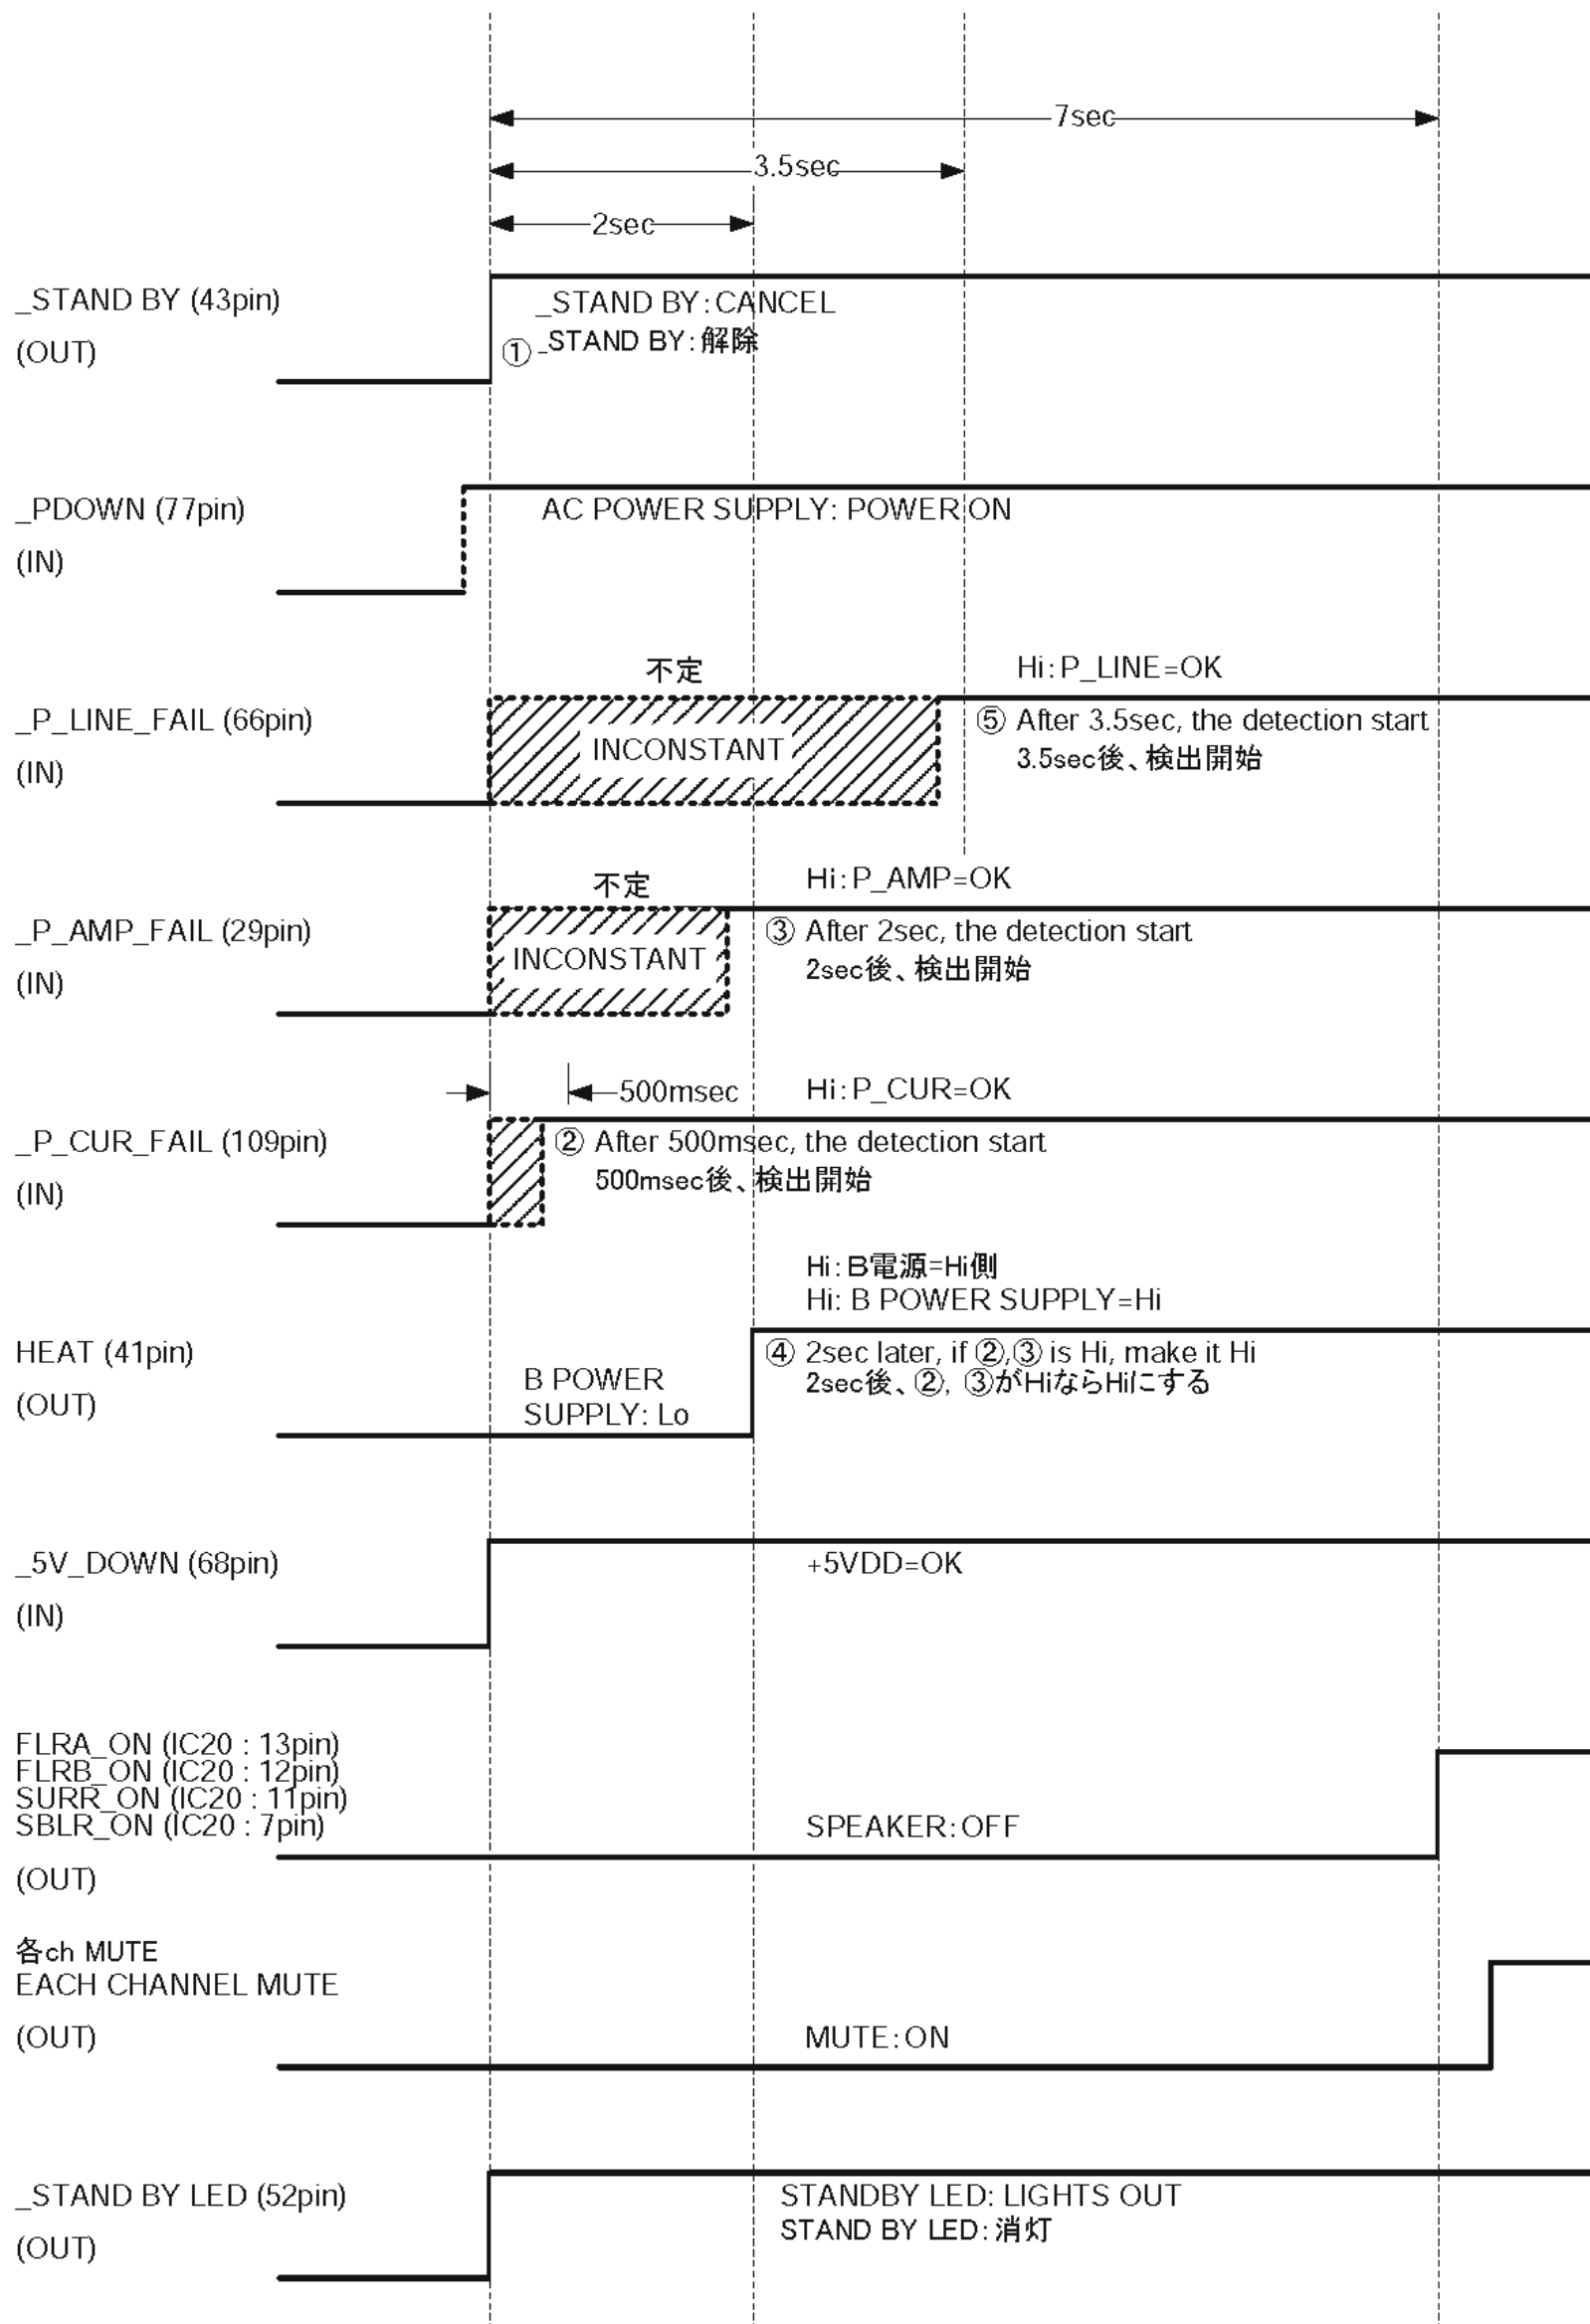 7sec
3.5sec
2sec
_STAND BY (43pin)
(OUT)
_STAND BY:CANCEL
① _STAND BY:解除
_PDOWN (77pin)
(IN)
AC POWER SUPPLY: POWER ON
_P_LINE_FAIL (66pin)
(IN)
不定
INCONSTANT
Hi:P_LINE=OK
⑤ After 3.5sec, the detection start
3.5sec後、検出開始
_P_AMP_FAIL (29pin)
(IN)
不定
INCONSTANT
Hi:P_AMP=OK
③ After 2sec, the detection start
2sec後、検出開始
_P_CUR_FAIL (109pin)
(IN)
500msec
Hi:P_CUR=OK
② After 500msec, the detection start
500msec後、検出開始
HEAT (41pin)
(OUT)
B POWER
SUPPLY: Lo
Hi:B電源=Hi側
Hi: B POWER SUPPLY=Hi
④ 2sec later, if ②,③ is Hi, make it Hi
2sec後、②, ③がHiならHiにする
_5V_DOWN (68pin)
(IN)
+5VDD=OK
FLRA_ON (IC20 : 13pin)
FLRB_ON (IC20 : 12pin)
SURR_ON (IC20 : 11pin)
SBLR_ON (IC20 : 7pin)
(OUT)
SPEAKER:OFF
各ch MUTE
EACH CHANNEL MUTE
(OUT)
MUTE:ON
_STAND BY LED (52pin)
(OUT)
STANDBY LED: LIGHTS OUT
STAND BY LED:消灯